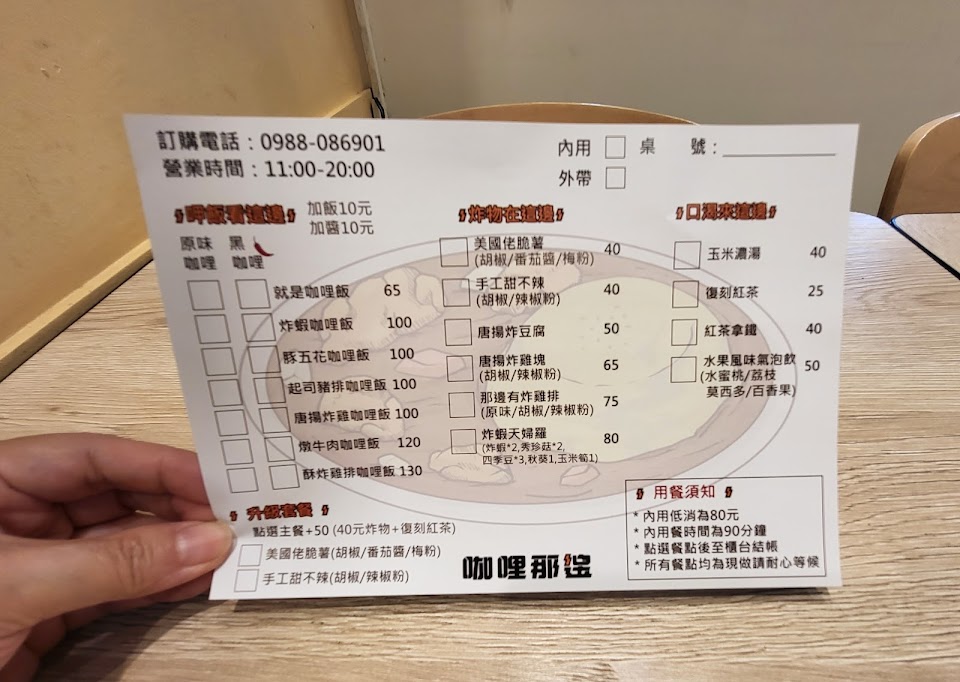 訂購電話：0988-086901
營業時間：11:00-20:00
內用 桌 號：
外帶
呷飯看這邊 加飯10元
加醬10元
原味 黑
咖哩 咖哩
就是咖哩飯 65
炸蝦咖哩飯 100
豚五花咖哩飯 100
起司豬排咖哩飯 100
唐揚炸雞咖哩飯 100
燉牛肉咖哩飯 120
酥炸雞排咖哩飯 130
升級套餐
點選主餐+50 (40元炸物+復刻紅茶)
美國佬脆薯(胡椒/番茄醬/梅粉)
手工甜不辣(胡椒/辣椒粉)
炸物在這邊
美國佬脆薯 40
(胡椒/番茄醬/梅粉)
手工甜不辣 40
(胡椒/辣椒粉)
唐揚炸豆腐 50
唐揚炸雞塊 65
(胡椒/辣椒粉)
那邊有炸雞排 75
(原味/胡椒/辣椒粉)
炸蝦天婦羅 80
(炸蝦*2,秀珍菇*2,
四季豆*3,秋葵1,玉米筍1)
口渴來這邊
玉米濃湯 40
復刻紅茶 25
紅茶拿鐵 40
水果風味氣泡飲 50
(水蜜桃/荔枝
莫西多/百香果)
用餐須知
* 內用低消為80元
* 內用餐時間為90分鐘
* 點選餐點後至櫃台結帳
* 所有餐點均為現做請耐心等候
咖哩那邊